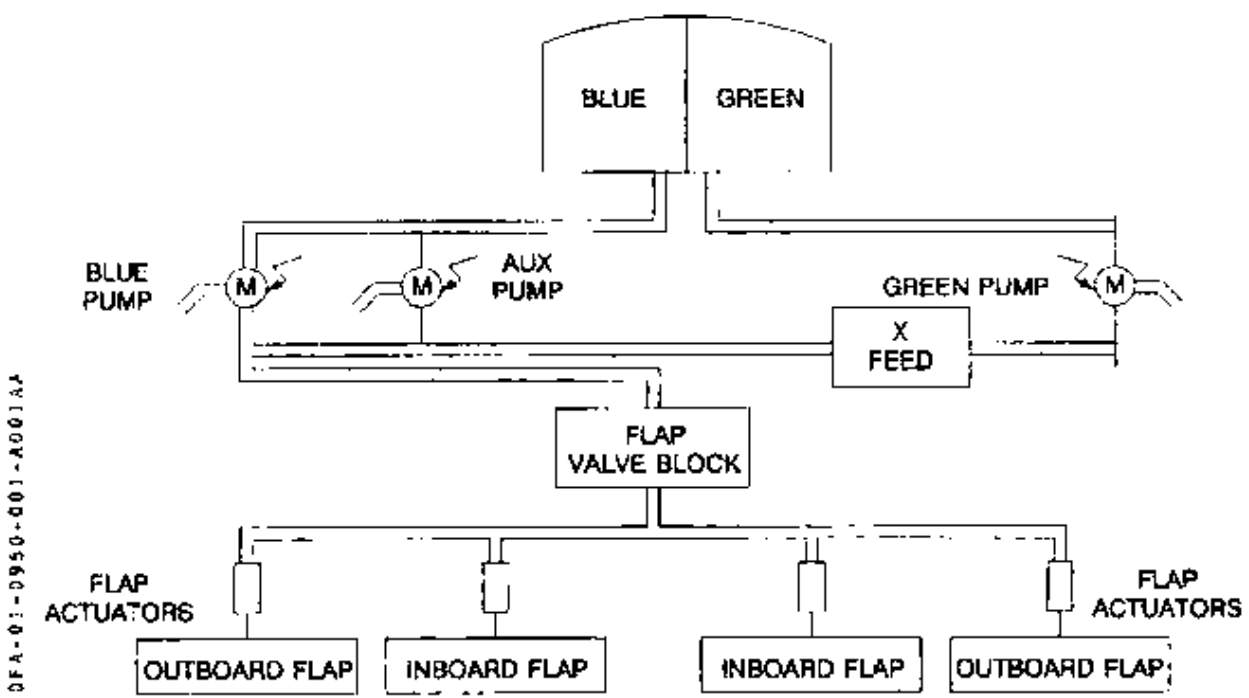 BLUE
GREEN
BLUE
PUMP
M
M
AUX
PUMP
GREEN PUMP
M
X
FEED
FLAP
VALVE BLOCK
FLAP
ACTUATORS
FLAP
ACTUATORS
OUTBOARD FLAP
INBOARD FLAP
INBOARD FLAP
OUTBOARD FLAP